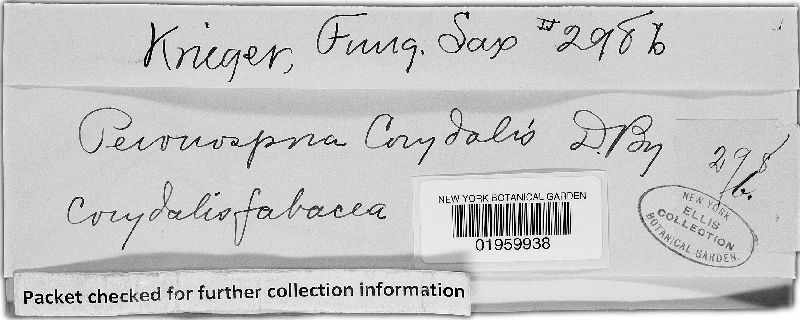 Krieger, Fung. Sax # 298b
Peronospora Corydalis D.By
Corydalis fabacea
298
b.
NEW YORK BOTANICAL GARDEN
01959938
NEW YORK
ELLIS
COLLECTION
BOTANICAL GARDEN.
Packet checked for further collection information